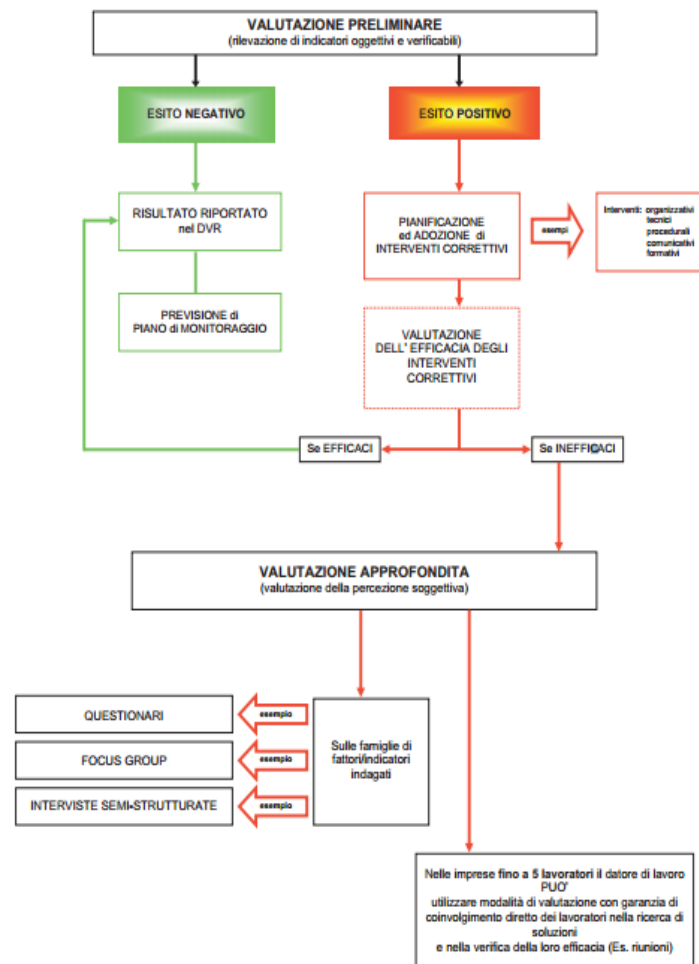 VALUTAZIONE PRELIMINARE
(rilevazione di indicatori oggettivi e verificabili)
ESITO NEGATIVO
ESITO POSITIVO
RISULTATO RIPORTATO
nel DVR
PIANIFICAZIONE
ed ADOZIONE di
INTERVENTI CORRETTIVI
esempi
Interventi: organizzativi
tecnici
procedurali
comunicativi
formativi
PREVISIONE di
PIANO di MONITORAGGIO
VALUTAZIONE
DELL' EFFICACIA DEGLI
INTERVENTI
CORRETTIVI
Se EFFICACI
Se INEFFICACI
VALUTAZIONE APPROFONDITA
(valutazione della percezione soggettiva)
QUESTIONARI
esempio
FOCUS GROUP
esempio
INTERVISTE SEMI-STRUTTURATE
esempio
Sulle famiglie di
fattori/indicatori
indagati
Nelle imprese fino a 5 lavoratori il datore di lavoro
PUO'
utilizzare modalità di valutazione con garanzia di
coinvolgimento diretto dei lavoratori nella ricerca di
soluzioni
e nella verifica della loro efficacia (Es. riunioni)